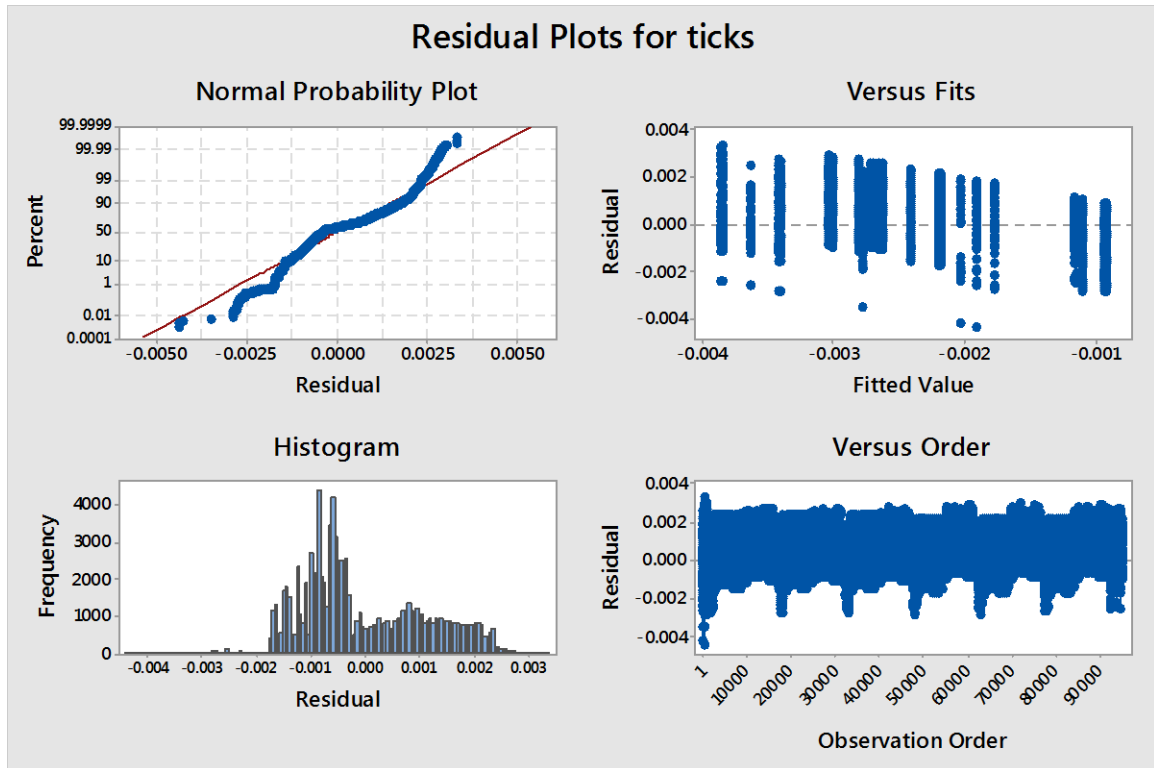 Residual Plots for ticks
Normal Probability Plot
99.9999
99.99
99
90
50
10
1
0.01
0.0001
Percent
-0.0050 -0.0025 0.0000 0.0025 0.0050
Residual
Versus Fits
0.004
0.002
0.000
-0.002
-0.004
Residual
-0.004 -0.003 -0.002 -0.001
Fitted Value
Histogram
4000
3000
2000
1000
0
Frequency
-0.004 -0.003 -0.002 -0.001 0.000 0.001 0.002 0.003
Residual
Versus Order
0.004
0.002
0.000
-0.002
-0.004
Residual
1 10000 20000 30000 40000 50000 60000 70000 80000 90000
Observation Order